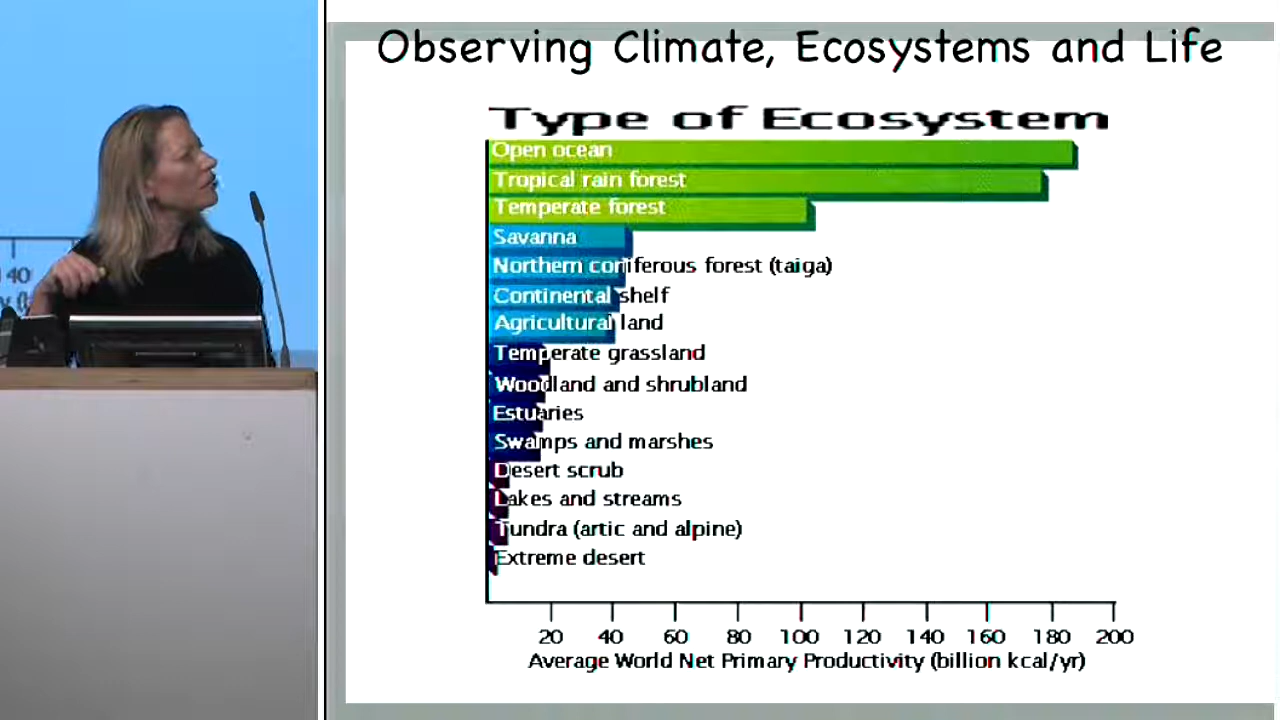 Observing Climate, Ecosystems and Life
Type of Ecosystem
Open ocean
Tropical rain forest
Temperate forest
Savanna
Northern coniferous forest (taiga)
Continental shelf
Agricultural land
Temperate grassland
Woodland and shrubland
Estuaries
Swamps and marshes
Desert scrub
Lakes and streams
Tundra (artic and alpine)
Extreme desert
20 40 60 80 100 120 140 160 180 200
Average World Net Primary Productivity (billion kcal/yr)
40